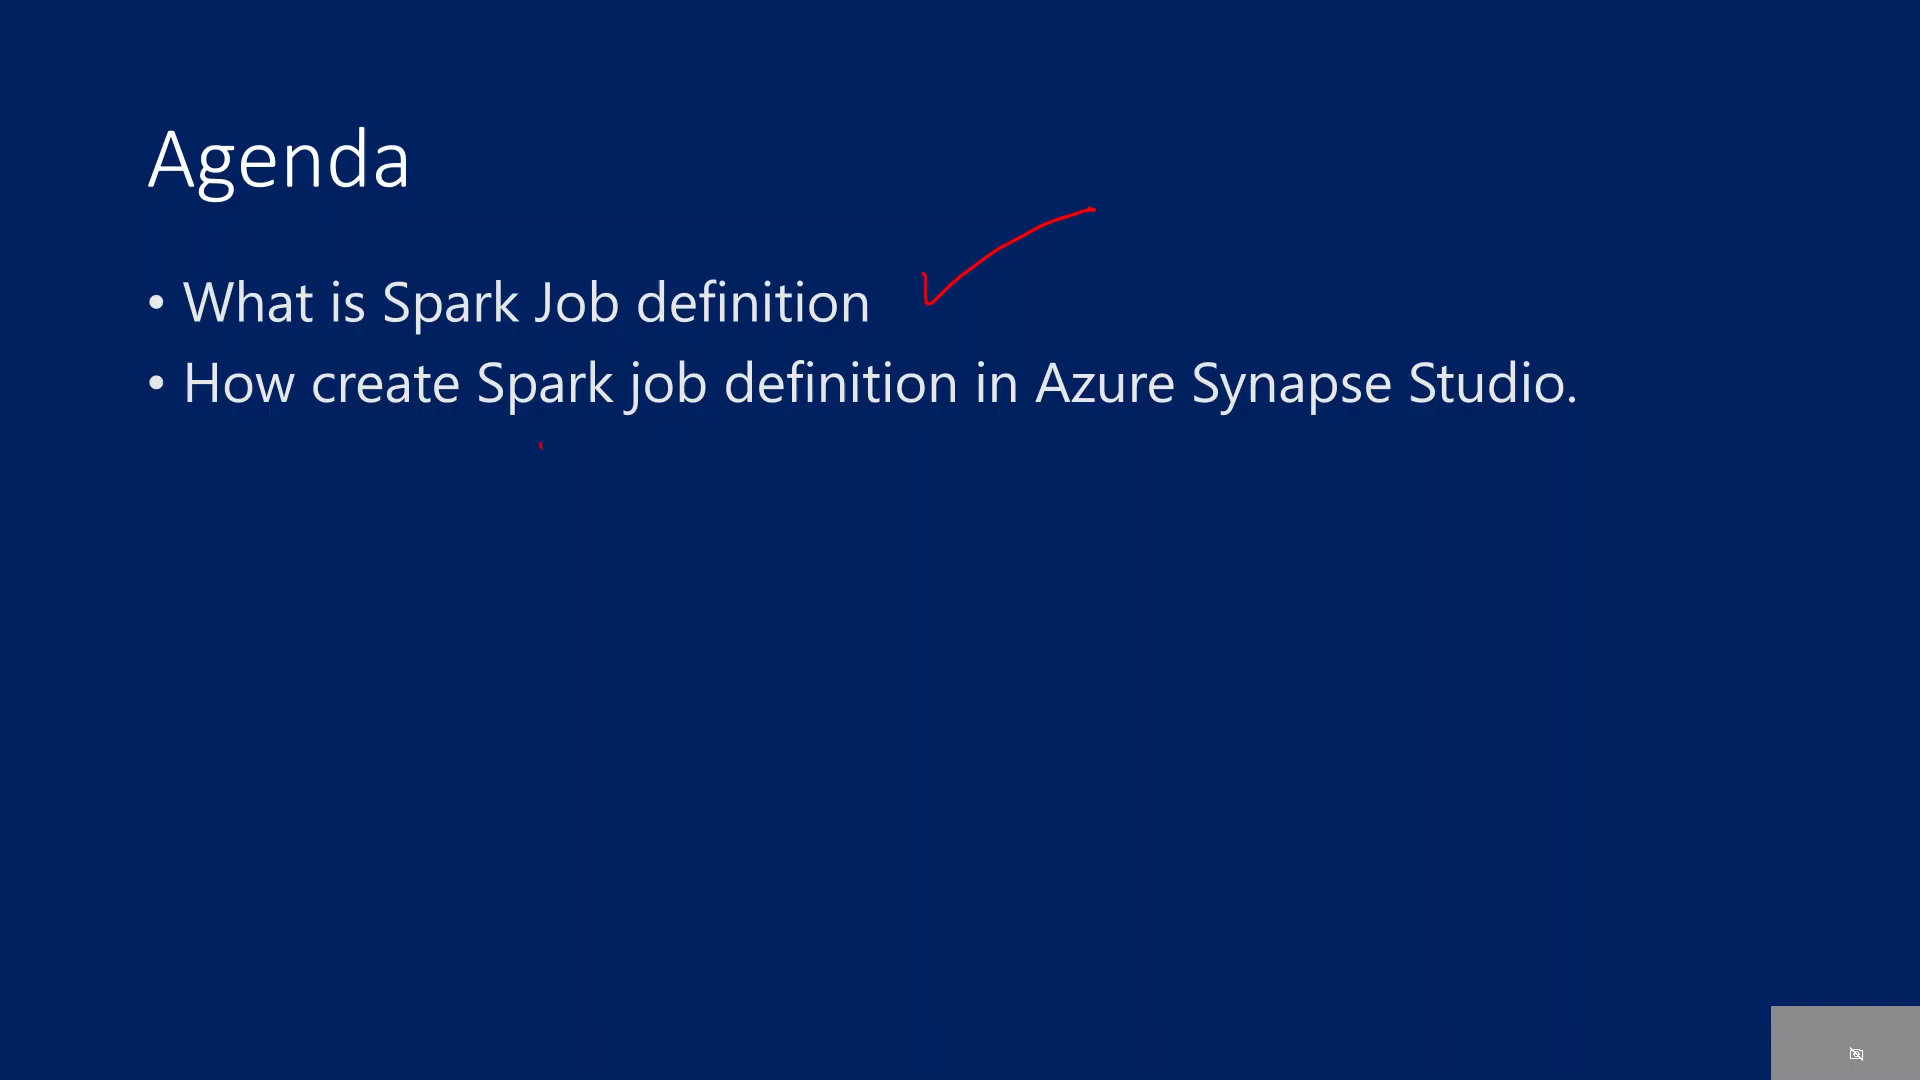 Agenda
• What is Spark Job definition
• How create Spark job definition in Azure Synapse Studio.